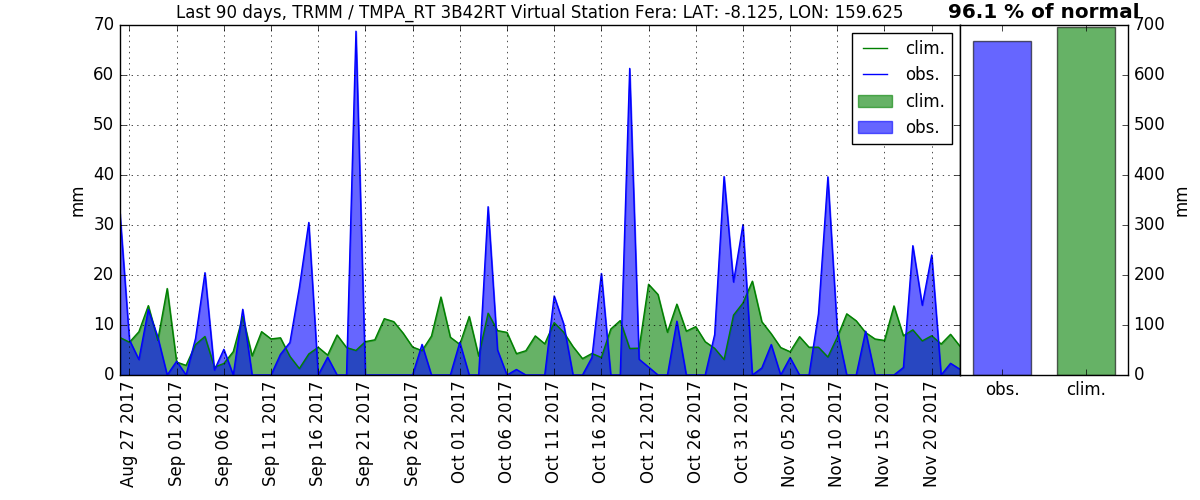 Last 90 days, TRMM / TMPA_RT 3B42RT Virtual Station Fera: LAT: -8.125, LON: 159.625
96.1 % of normal
70
60
50
40
30
20
10
0
mm
clim.
obs.
clim.
obs.
Aug 27 2017
Sep 01 2017
Sep 06 2017
Sep 11 2017
Sep 16 2017
Sep 21 2017
Sep 26 2017
Oct 01 2017
Oct 06 2017
Oct 11 2017
Oct 16 2017
Oct 21 2017
Oct 26 2017
Oct 31 2017
Nov 05 2017
Nov 10 2017
Nov 15 2017
Nov 20 2017
700
600
500
400
300
200
100
0
mm
obs.
clim.